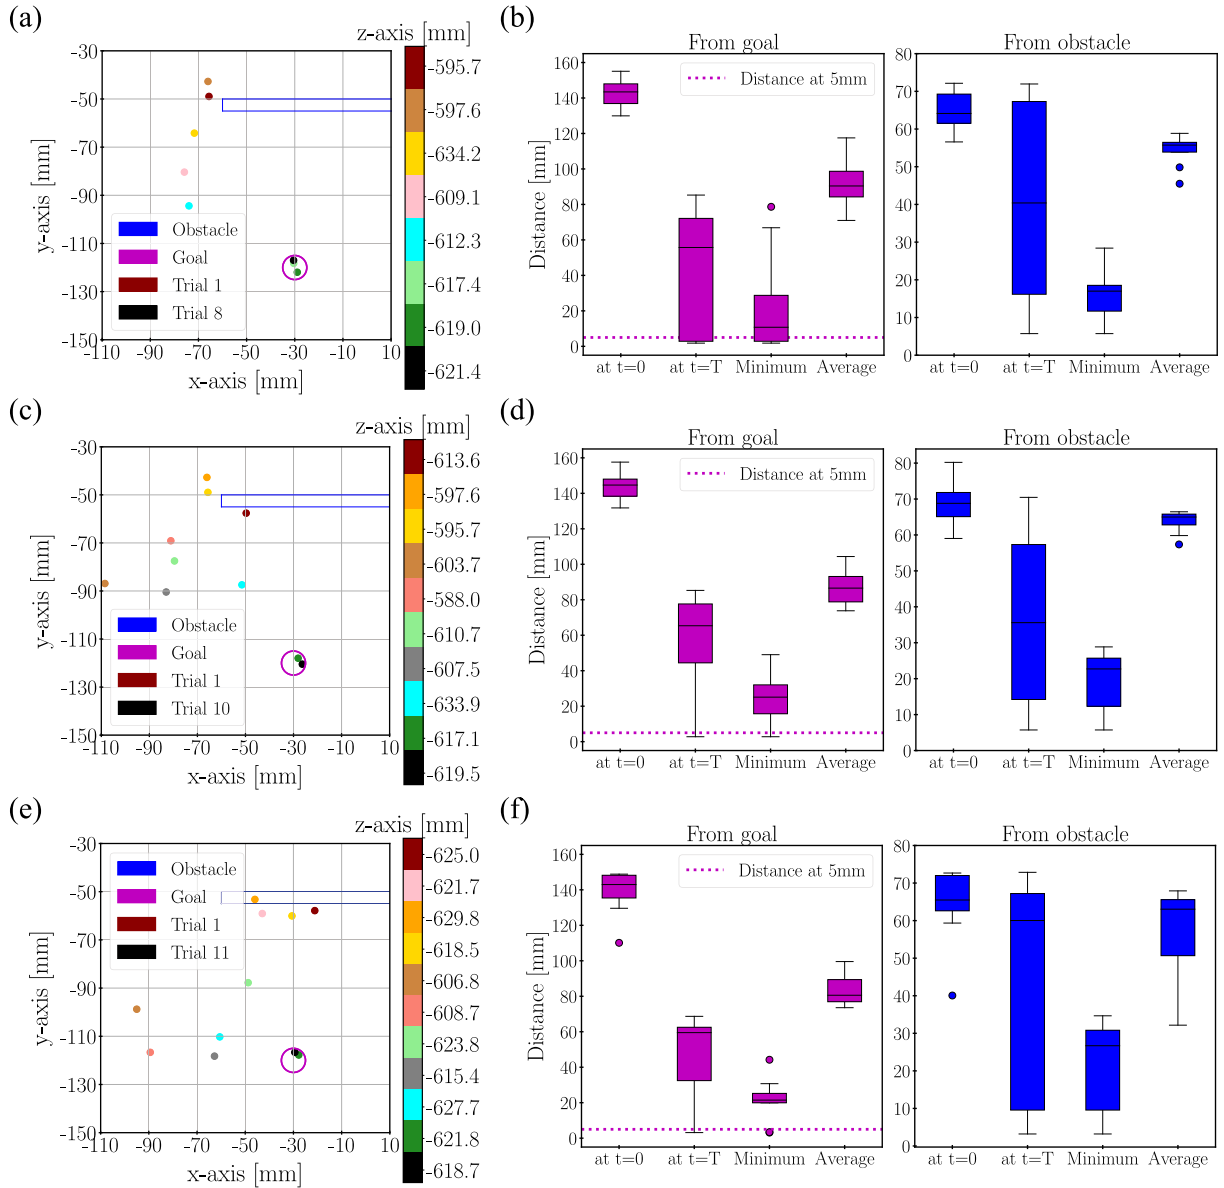 (a)
z-axis [mm]
-30
-50
-70
-90
-110
-130
-150
y-axis [mm]
-110
-90
-70
-50
-30
-10
10
x-axis [mm]
Obstacle
Goal
Trial 1
Trial 8
-595.7
-597.6
-634.2
-609.1
-612.3
-617.4
-619.0
-621.4
(b)
From goal
Distance at 5mm
160
140
120
100
80
60
40
20
0
Distance [mm]
at t=0
at t=T
Minimum
Average
From obstacle
80
70
60
50
40
30
20
10
0
at t=0
at t=T
Minimum
Average
(c)
z-axis [mm]
-30
-50
-70
-90
-110
-130
-150
y-axis [mm]
-110
-90
-70
-50
-30
-10
10
x-axis [mm]
Obstacle
Goal
Trial 1
Trial 10
-613.6
-597.6
-595.7
-603.7
-588.0
-610.7
-607.5
-633.9
-617.1
-619.5
(d)
From goal
Distance at 5mm
160
140
120
100
80
60
40
20
0
Distance [mm]
at t=0
at t=T
Minimum
Average
From obstacle
80
70
60
50
40
30
20
10
0
at t=0
at t=T
Minimum
Average
(e)
z-axis [mm]
-30
-50
-70
-90
-110
-130
-150
y-axis [mm]
-110
-90
-70
-50
-30
-10
10
x-axis [mm]
Obstacle
Goal
Trial 1
Trial 11
-625.0
-621.7
-629.8
-618.5
-606.8
-608.7
-623.8
-615.4
-627.7
-621.8
-618.7
(f)
From goal
Distance at 5mm
160
140
120
100
80
60
40
20
0
Distance [mm]
at t=0
at t=T
Minimum
Average
From obstacle
80
70
60
50
40
30
20
10
0
at t=0
at t=T
Minimum
Average